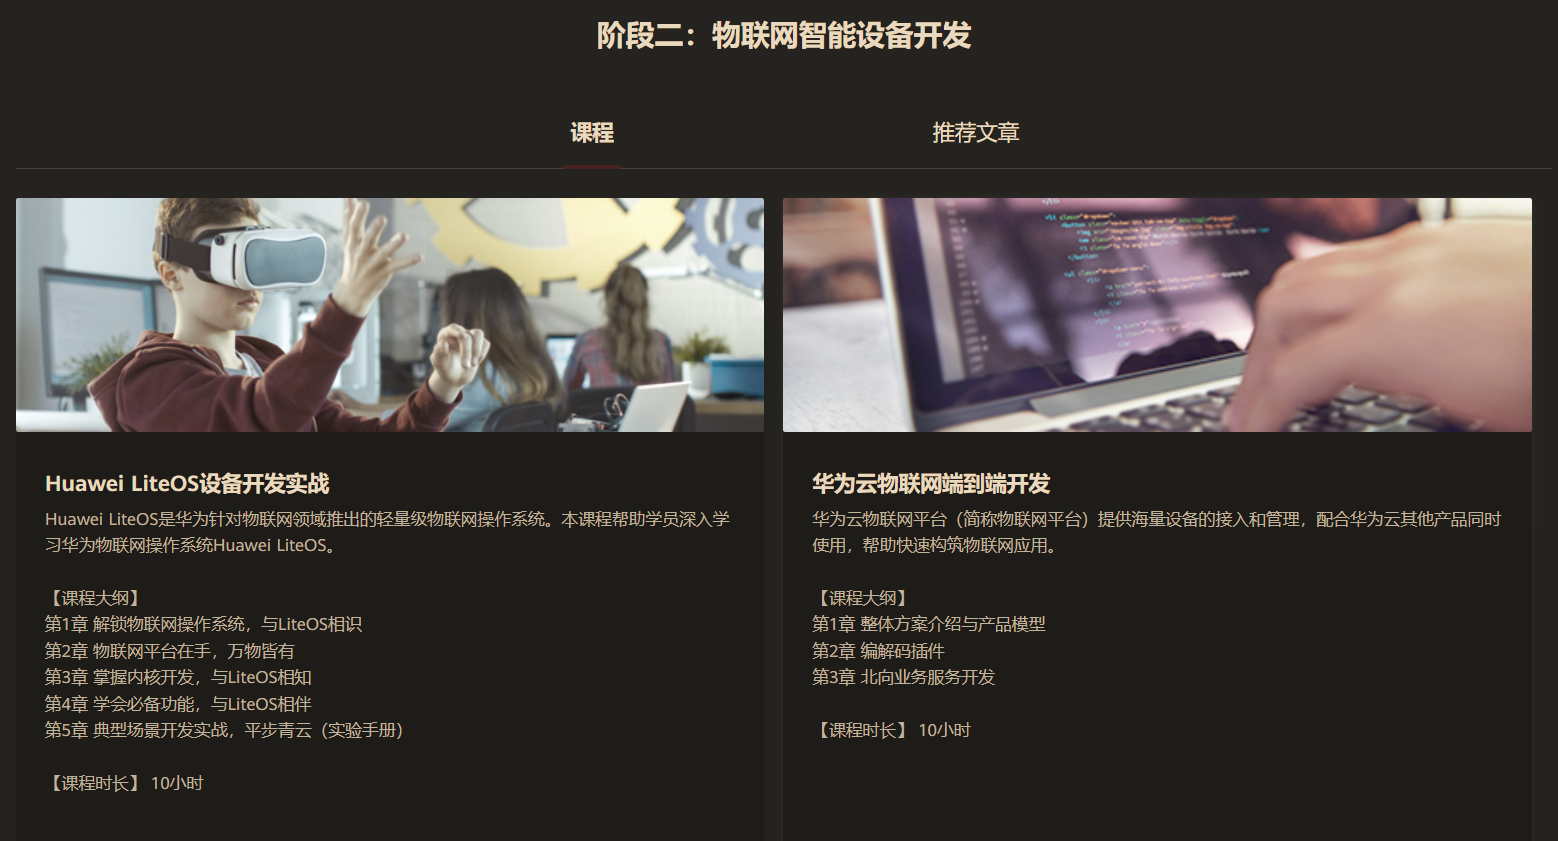 阶段二：物联网智能设备开发
课程
推荐文章
Huawei LiteOS设备开发实战
Huawei LiteOS是华为针对物联网领域推出的轻量级物联网操作系统。本课程帮助学员深入学
习华为物联网操作系统Huawei LiteOS。
【课程大纲】
第1章 解锁物联网操作系统，与LiteOS相识
第2章 物联网平台在手，万物皆有
第3章 掌握内核开发，与LiteOS相知
第4章 学会必备功能，与LiteOS相伴
第5章 典型场景开发实战，平步青云（实验手册）
【课程时长】 10小时
华为云物联网端到端开发
华为云物联网平台（简称物联网平台）提供海量设备的接入和管理，配合华为云其他产品同时
使用，帮助快速构筑物联网应用。
【课程大纲】
第1章 整体方案介绍与产品模型
第2章 编解码插件
第3章 北向业务服务开发
【课程时长】 10小时